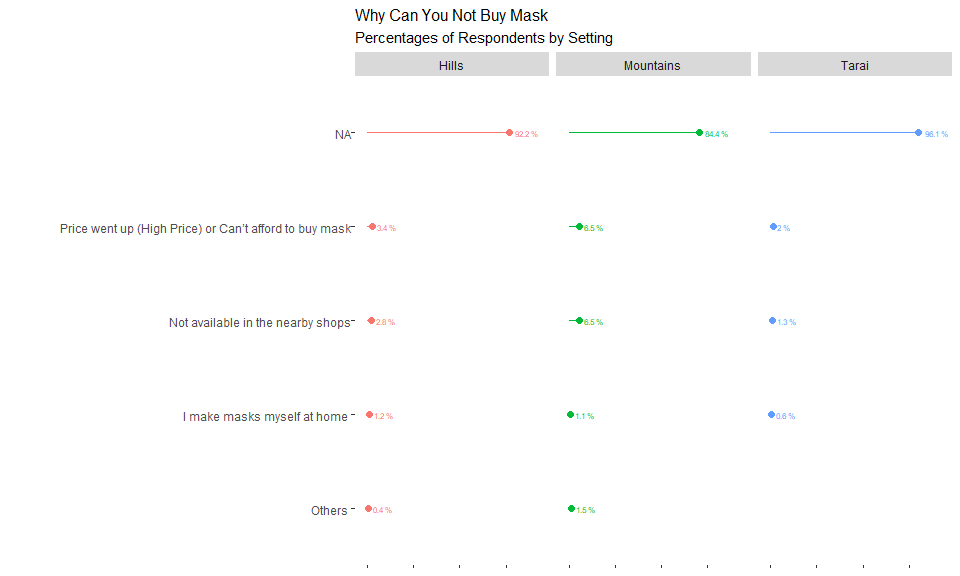 Why Can You Not Buy Mask
Percentages of Respondents by Setting
Hills Mountains Tarai
NA 92.2 % 84.4 % 96.1 %
Price went up (High Price) or Can't afford to buy mask 3.4 % 6.5 % 2 %
Not available in the nearby shops 2.8 % 6.5 % 1.3 %
I make masks myself at home 1.2 % 1.1 % 0.6 %
Others 0.4 % 1.5 %